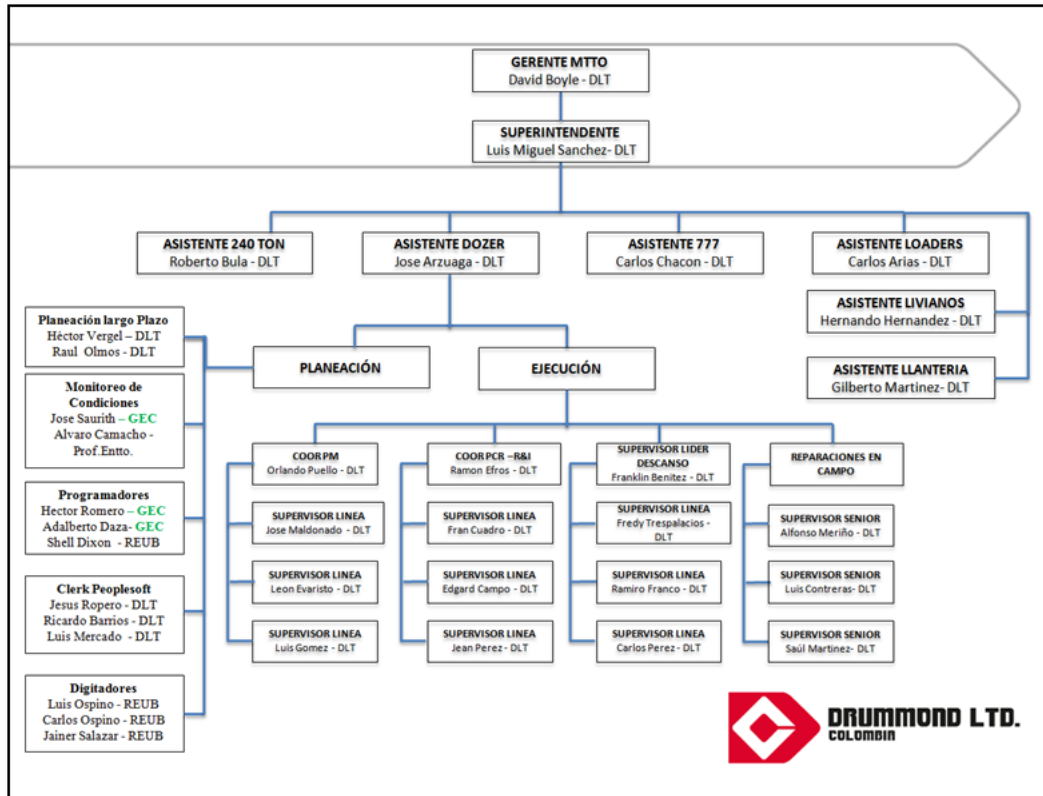 GERENTE MTTO
David Boyle - DLT
SUPERINTENDENTE
Luis Miguel Sanchez- DLT
ASISTENTE 240 TON
Roberto Bula - DLT
ASISTENTE DOZER
Jose Arzuaga - DLT
ASISTENTE 777
Carlos Chacon - DLT
ASISTENTE LOADERS
Carlos Arias - DLT
ASISTENTE LIVIANOS
Hernando Hernandez - DLT
ASISTENTE LLANTERIA
Gilberto Martinez- DLT
PLANEACIÓN
EJECUCIÓN
Planeación largo Plazo
Hèctor Vergel – DLT
Raul Olmos - DLT
Monitoreo de
Condiciones
Jose Saurith – GEC
Alvaro Camacho -
Prof.Entto.
Programadores
Hector Romero – GEC
Adalberto Daza- GEC
Shell Dixon - REUB
Clerk Peoplesoft
Jesus Ropero - DLT
Ricardo Barrios - DLT
Luis Mercado - DLT
Digitadores
Luis Ospino - REUB
Carlos Ospino - REUB
Jainer Salazar - REUB
COOR PM
Orlando Puello - DLT
SUPERVISOR LINEA
Jose Maldonado - DLT
SUPERVISOR LINEA
Leon Evaristo - DLT
SUPERVISOR LINEA
Luis Gomez - DLT
COOR PCR –R&I
Ramon Efros - DLT
SUPERVISOR LINEA
Fran Cuadro - DLT
SUPERVISOR LINEA
Edgard Campo - DLT
SUPERVISOR LINEA
Jean Perez - DLT
SUPERVISOR LIDER
DESCANSO
Franklin Benitez - DLT
SUPERVISOR LINEA
Fredy Trespalacios -
DLT
SUPERVISOR LINEA
Ramiro Franco - DLT
SUPERVISOR LINEA
Carlos Perez - DLT
REPARACIONES EN
CAMPO
SUPERVISOR SENIOR
Alfonso Meriño - DLT
SUPERVISOR SENIOR
Luis Contreras- DLT
SUPERVISOR SENIOR
Saúl Martinez- DLT
DRUMMOND LTD.
COLOMBIA